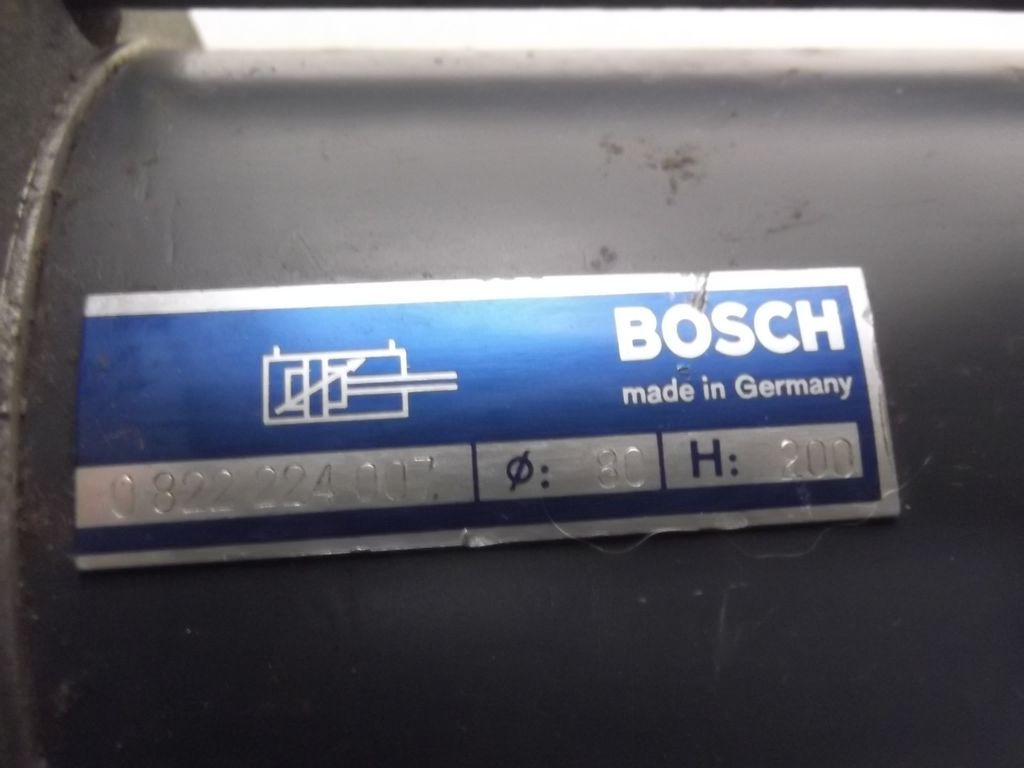 BOSCH
made in Germany
0 822 224 007 Ø: 80 H: 200